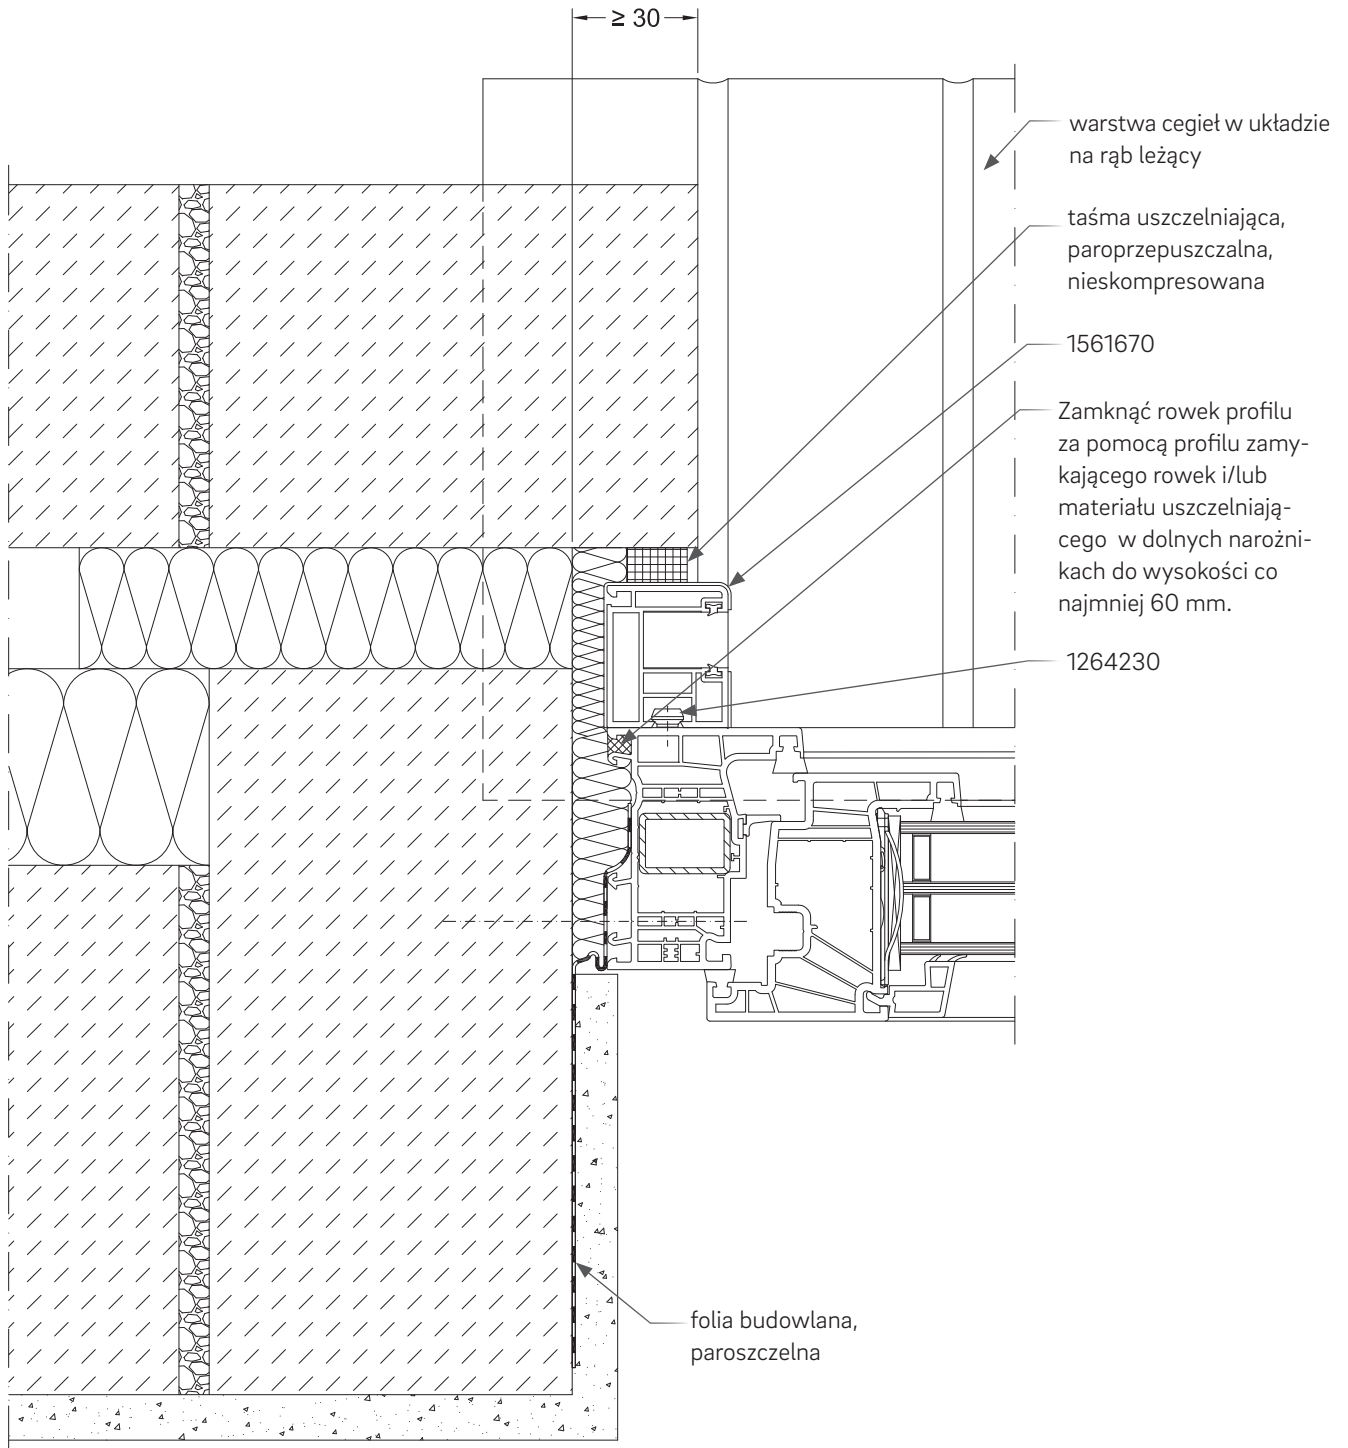 ≥ 30
warstwa cegieł w układzie
na rąb leżący
taśma uszczelniająca,
paroprzepuszczalna,
nieskompresowana
1561670
Zamknąć rowek profilu
za pomocą profilu zamy-
kającego rowek i/lub
materiału uszczelniają-
cego w dolnych narożni-
kach do wysokości co
najmniej 60 mm.
1264230
folia budowlana,
paroszczelna